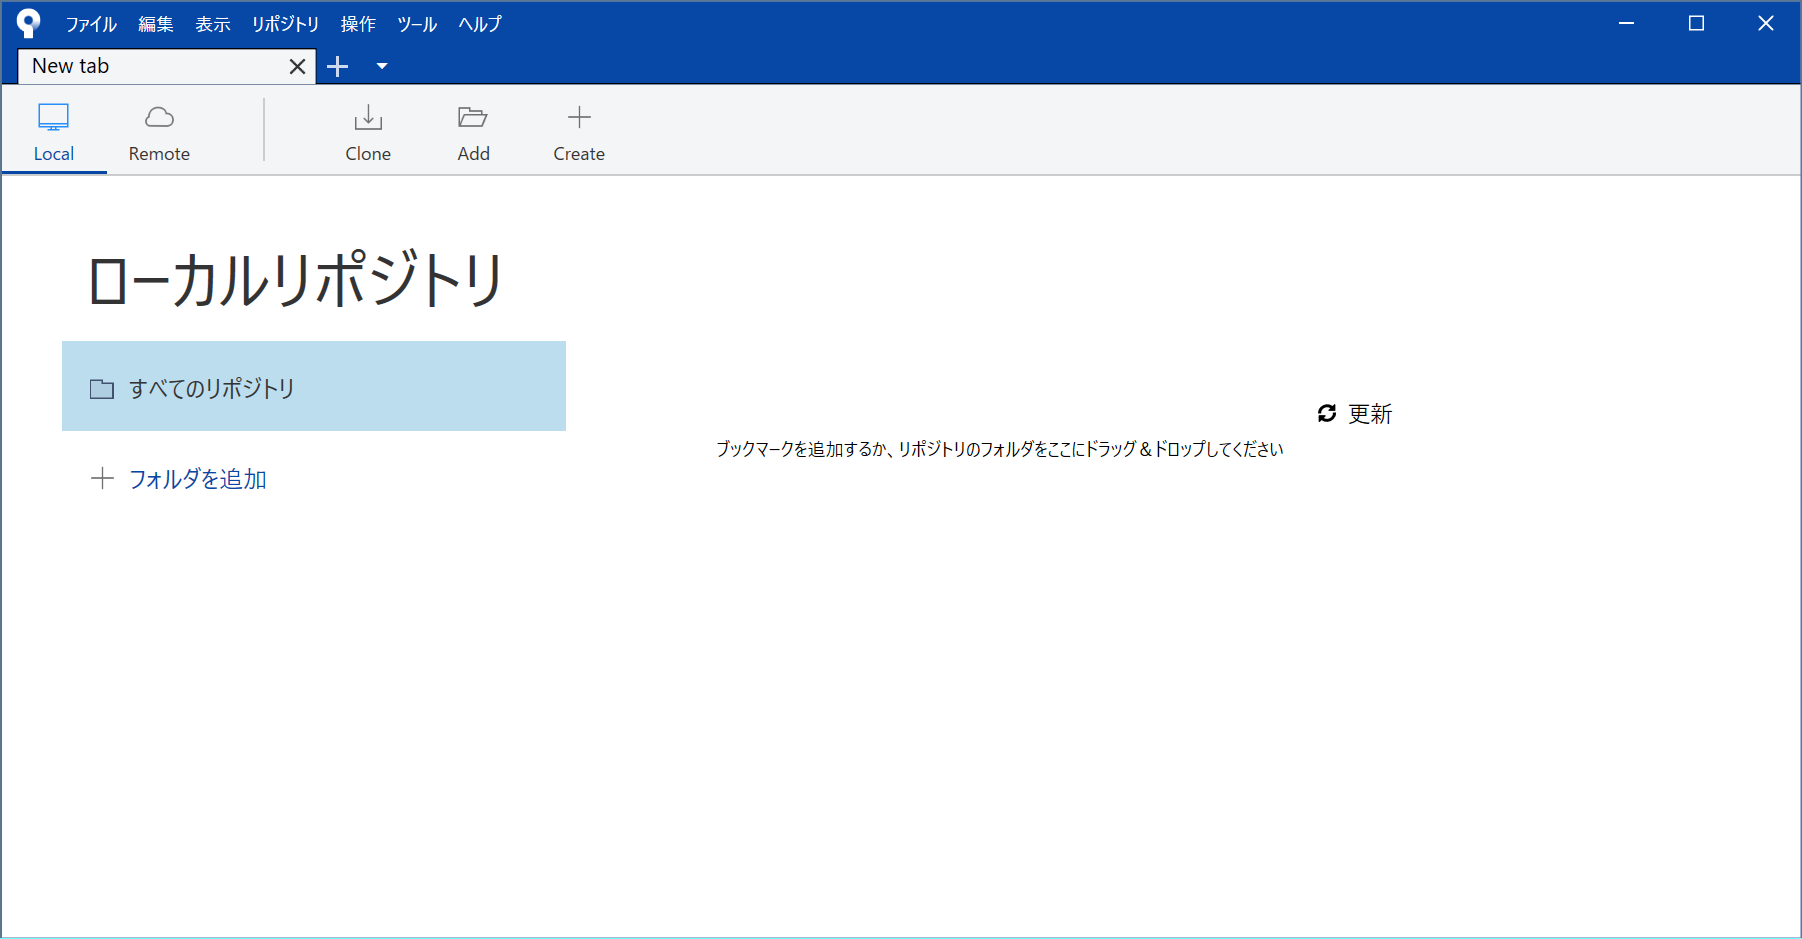 ファイル 編集 表示 リポジトリ 操作 ツール ヘルプ
New tab
Local Remote Clone Add Create
ローカルリポジトリ
すべてのリポジトリ
フォルダを追加
更新
ブックマークを追加するか、リポジトリのフォルダをここにドラッグ＆ドロップしてください